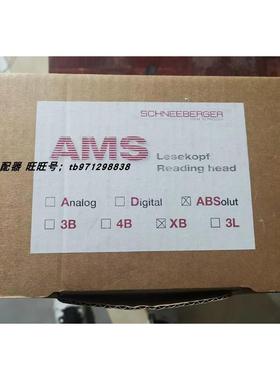 SCHNEEBERGER
AMS
Lesekopf
Reading head
配器 旺旺号；tb971298838
Analog Digital ABSolut
3B 4B XB 3L